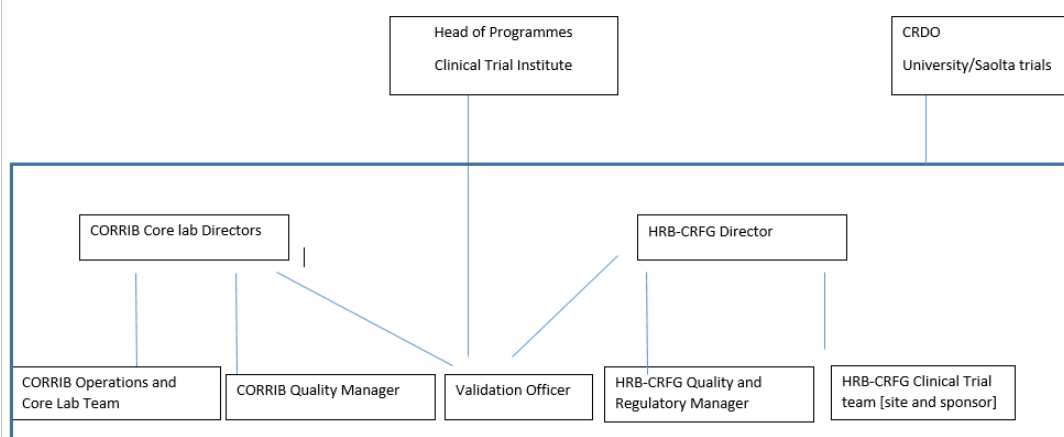 Head of Programmes
Clinical Trial Institute
CRDO
University/Saolta trials
CORRIB Core lab Directors
HRB-CRFG Director
CORRIB Operations and
Core Lab Team
CORRIB Quality Manager
Validation Officer
HRB-CRFG Quality and
Regulatory Manager
HRB-CRFG Clinical Trial
team [site and sponsor]